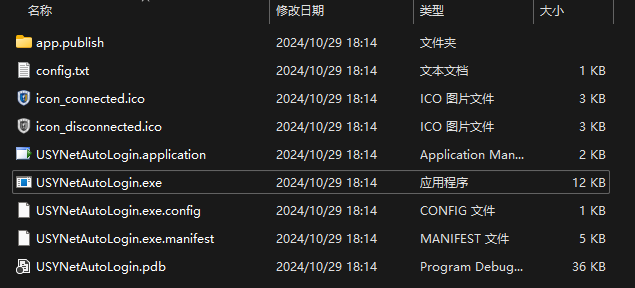 名称 修改日期 类型 大小
app.publish 2024/10/29 18:14 文件夹
config.txt 2024/10/29 18:14 文本文档 1 KB
icon_connected.ico 2024/10/29 18:14 ICO 图片文件 3 KB
icon_disconnected.ico 2024/10/29 18:14 ICO 图片文件 3 KB
USYNetAutoLogin.application 2024/10/29 18:14 Application Man... 2 KB
USYNetAutoLogin.exe 2024/10/29 18:14 应用程序 12 KB
USYNetAutoLogin.exe.config 2024/10/29 18:14 CONFIG 文件 1 KB
USYNetAutoLogin.exe.manifest 2024/10/29 18:14 MANIFEST 文件 5 KB
USYNetAutoLogin.pdb 2024/10/29 18:14 Program Debug... 36 KB